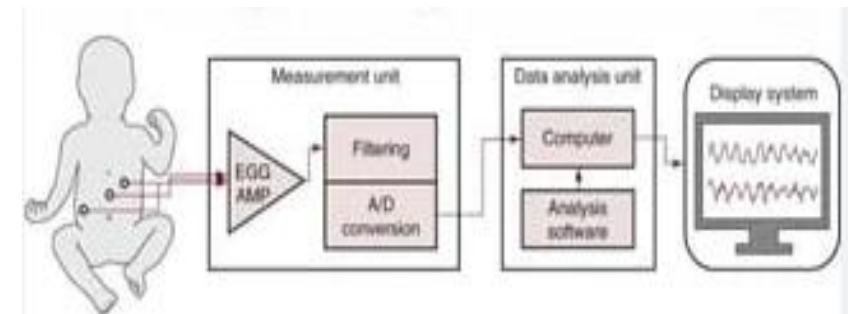 Measurement unit
EGG
AMP
Filtering
A/D
conversion
Data analysis unit
Computer
Analysis
software
Display system